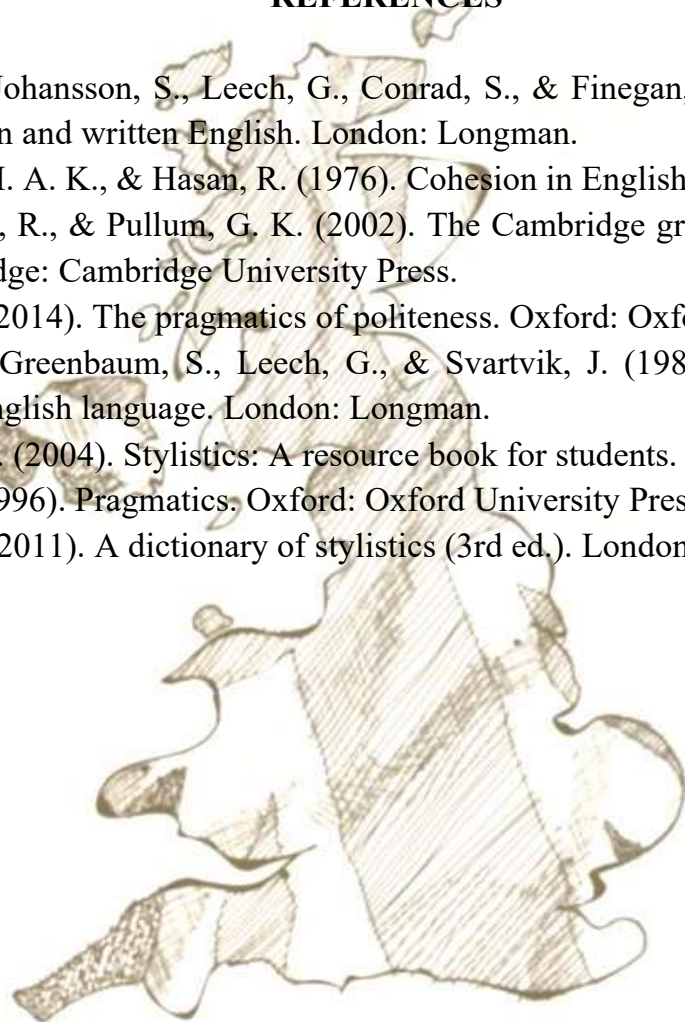 REFERENCES
Johansson, S., Leech, G., Conrad, S., & Finegan,
n and written English. London: Longman.
. A. K., & Hasan, R. (1976). Cohesion in English
, R., & Pullum, G. K. (2002). The Cambridge gr
dge: Cambridge University Press.
2014). The pragmatics of politeness. Oxford: Oxfo
Greenbaum, S., Leech, G., & Svartvik, J. (198
nglish language. London: Longman.
. (2004). Stylistics: A resource book for students.
996). Pragmatics. Oxford: Oxford University Pres
2011). A dictionary of stylistics (3rd ed.). London